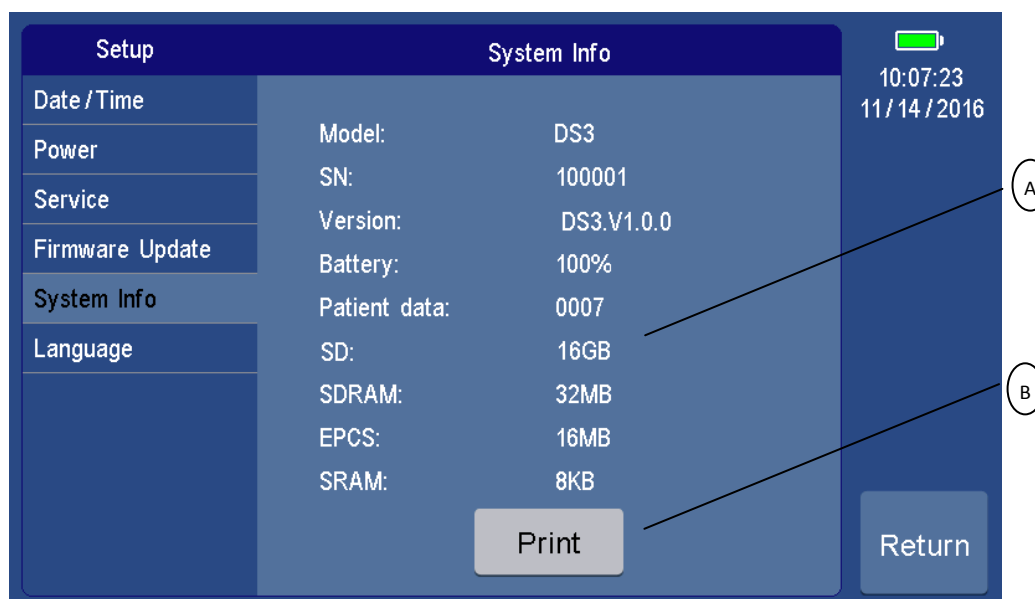 Setup
System Info
10:07:23
11/14/2016
Date/Time
Power
Service
Firmware Update
System Info
Language
Model: DS3
SN: 100001
Version: DS3.V1.0.0
Battery: 100%
Patient data: 0007
SD: 16GB
SDRAM: 32MB
EPCS: 16MB
SRAM: 8KB
Print
Return
A
B